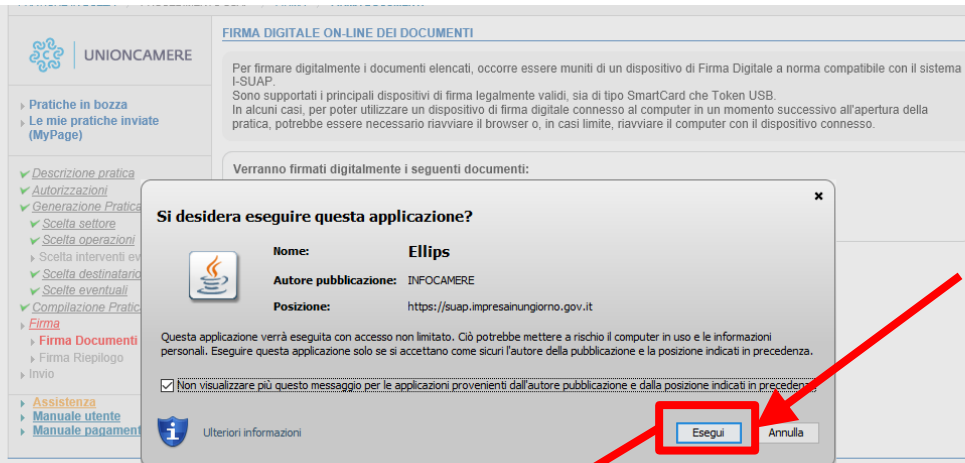 FIRMA DIGITALE ON-LINE DEI DOCUMENTI
UNIONCAMERE
Per firmare digitalmente i documenti elencati, occorre essere muniti di un dispositivo di Firma Digitale a norma compatibile con il sistema
I-SUAP.
Sono supportati i principali dispositivi di firma legalmente validi, sia di tipo SmartCard che Token USB.
In alcuni casi, per poter utilizzare un dispositivo di firma digitale connesso al computer in un momento successivo all'apertura della
pratica, potrebbe essere necessario riavviare il browser o, in casi limite, riavviare il computer con il dispositivo connesso.
Pratiche in bozza
Le mie pratiche inviate
(MyPage)
Verranno firmati digitalmente i seguenti documenti:
Descrizione pratica
Autorizzazioni
Generazione Pratica
Scelta settore
Scelta operazioni
Scelta interventi ev
Scelta destinatario
Scelte eventuali
Compilazione Pratic
Firma
Firma Documenti
Firma Riepilogo
Invio
Assistenza
Manuale utente
Manuale pagament
Si desidera eseguire questa applicazione?
Nome: Ellips
Autore pubblicazione: INFOCAMERE
Posizione: https://suap.impresainungiorno.gov.it
Questa applicazione verrà eseguita con accesso non limitato. Ciò potrebbe mettere a rischio il computer in uso e le informazioni
personali. Eseguire questa applicazione solo se si accettano come sicuri l'autore della pubblicazione e la posizione indicati in precedenza.
Non visualizzare più questo messaggio per le applicazioni provenienti dall'autore pubblicazione e dalla posizione indicati in precedenza
Ulteriori informazioni
Esegui Annulla